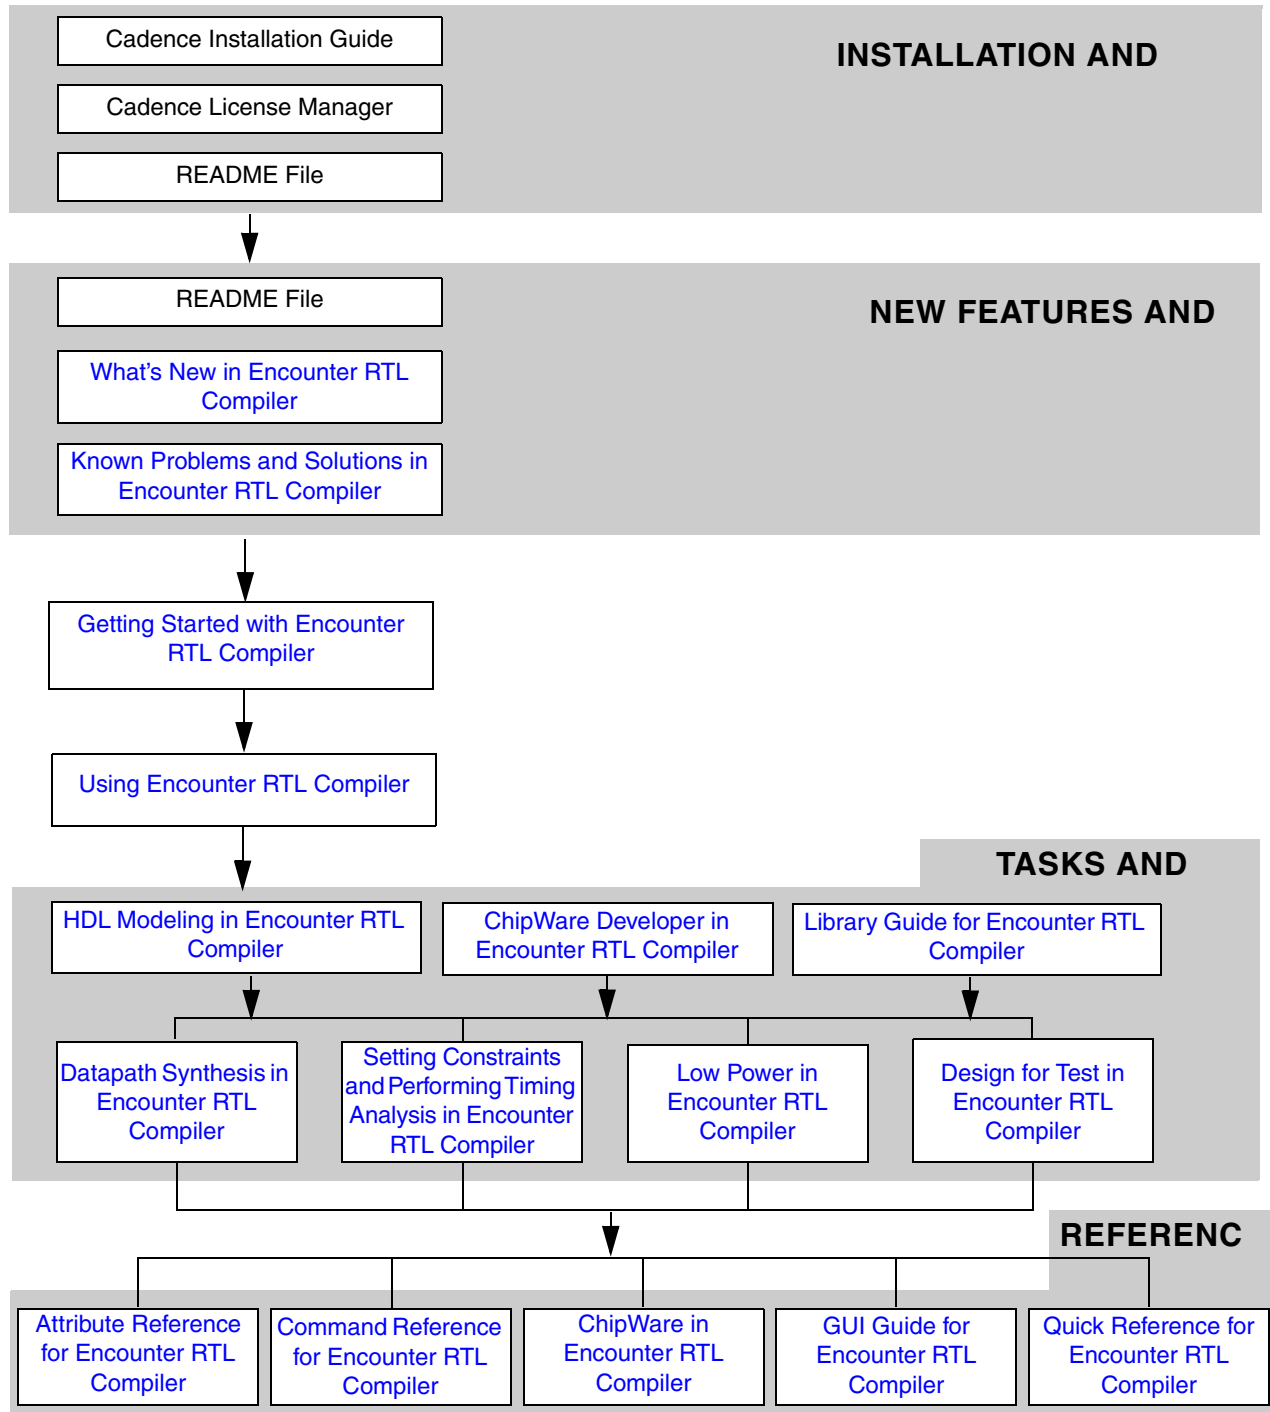 Cadence Installation Guide
INSTALLATION AND
Cadence License Manager
README File
README File
NEW FEATURES AND
What's New in Encounter RTL
Compiler
Known Problems and Solutions in
Encounter RTL Compiler
Getting Started with Encounter
RTL Compiler
Using Encounter RTL Compiler
TASKS AND
HDL Modeling in Encounter RTL
Compiler
ChipWare Developer in
Encounter RTL Compiler
Library Guide for Encounter RTL
Compiler
Datapath Synthesis in
Encounter RTL
Compiler
Setting Constraints
and Performing Timing
Analysis in Encounter
RTL Compiler
Low Power in
Encounter RTL
Compiler
Design for Test in
Encounter RTL
Compiler
REFERENC
Attribute Reference
for Encounter RTL
Compiler
Command Reference
for Encounter RTL
Compiler
ChipWare in
Encounter RTL
Compiler
GUI Guide for
Encounter RTL
Compiler
Quick Reference for
Encounter RTL
Compiler